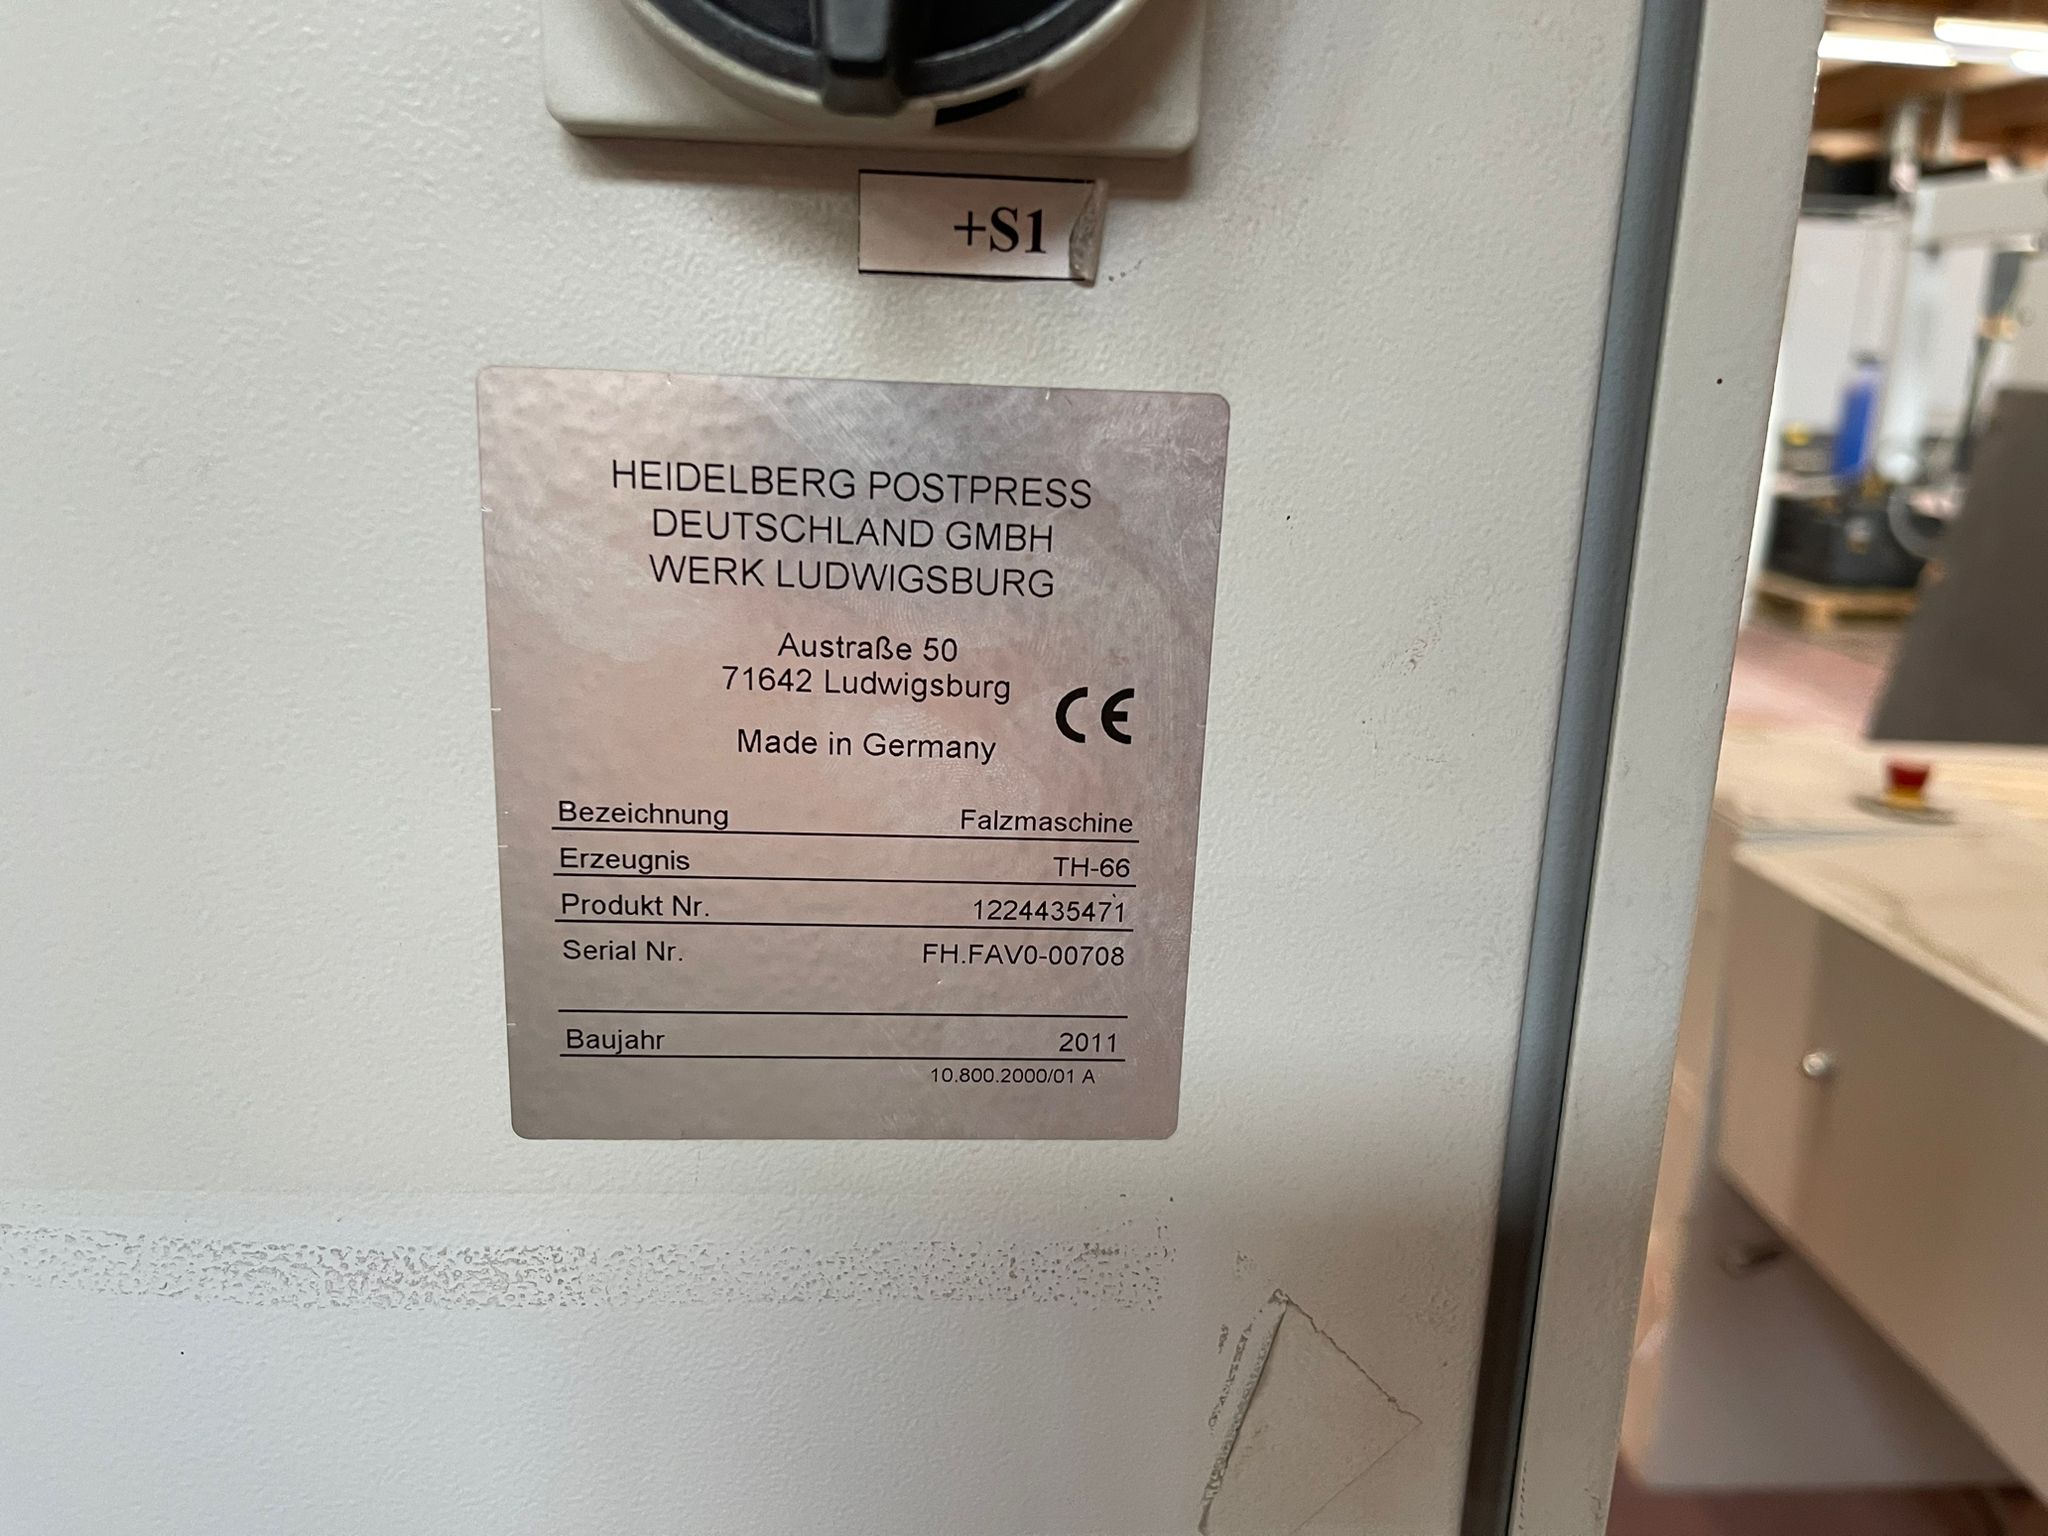 +S1
HEIDELBERG POSTPRESS
DEUTSCHLAND GMBH
WERK LUDWIGSBURG
Austraße 50
71642 Ludwigsburg
CE
Made in Germany
Bezeichnung Falzmaschine
Erzeugnis TH-66
Produkt Nr. 1224435471
Serial Nr. FH.FAV0-00708
Baujahr 2011
10.800.2000/01 A